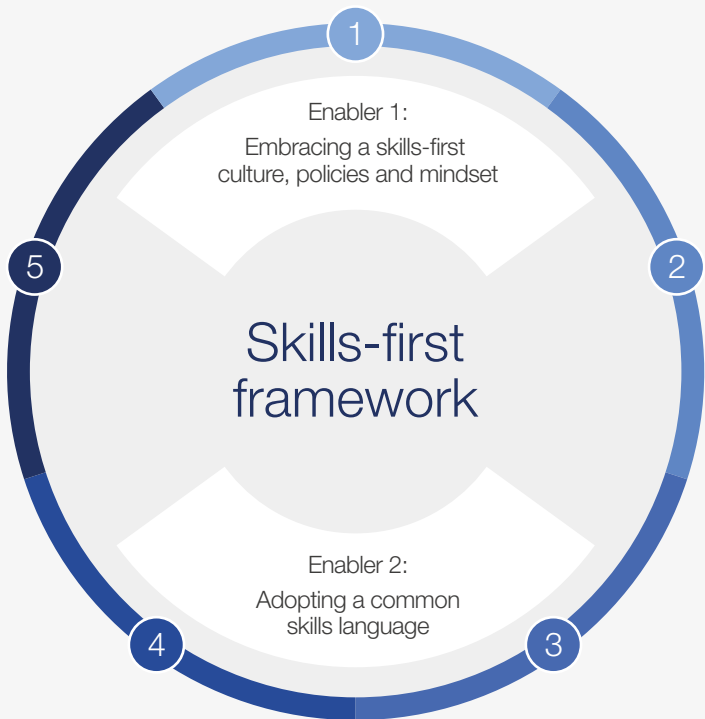 1
Enabler 1:
Embracing a skills-first
culture, policies and mindset
5
2
Skills-first
framework
Enabler 2:
Adopting a common
skills language
4
3